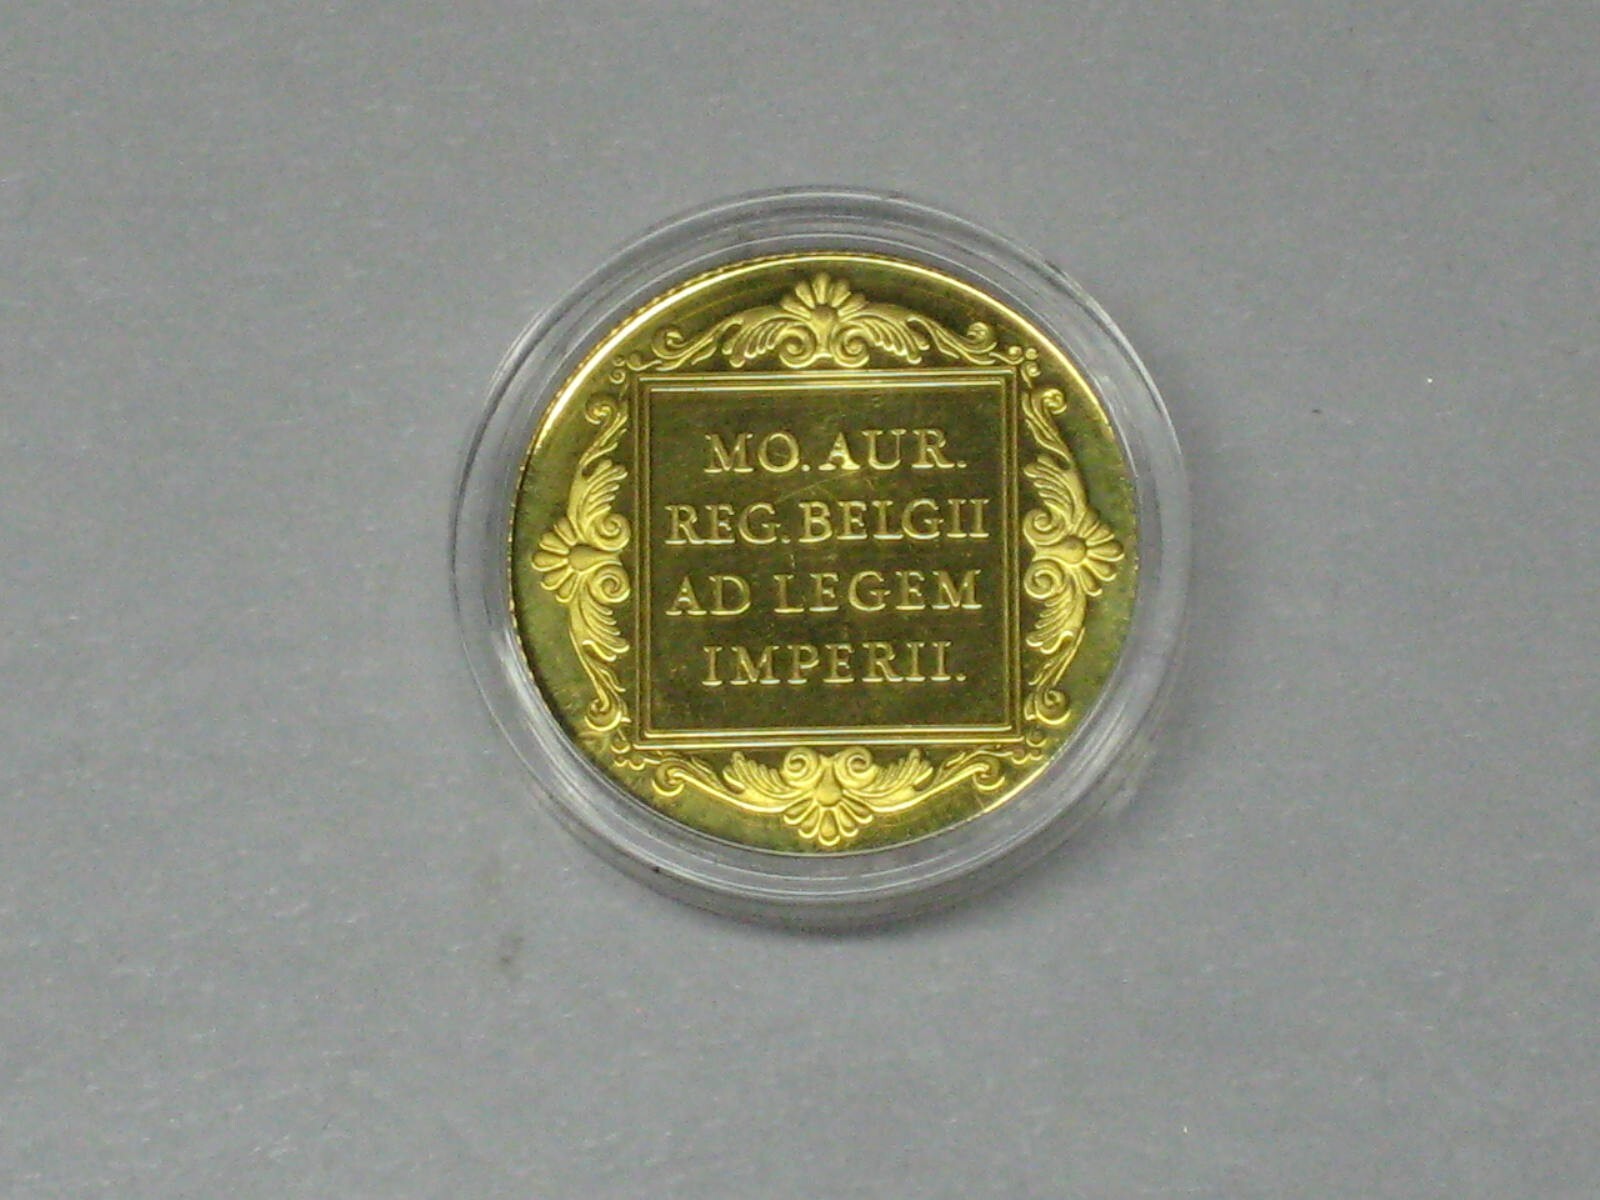 MO.AUR.
REG.BELGII
AD LEGEM
IMPERII.